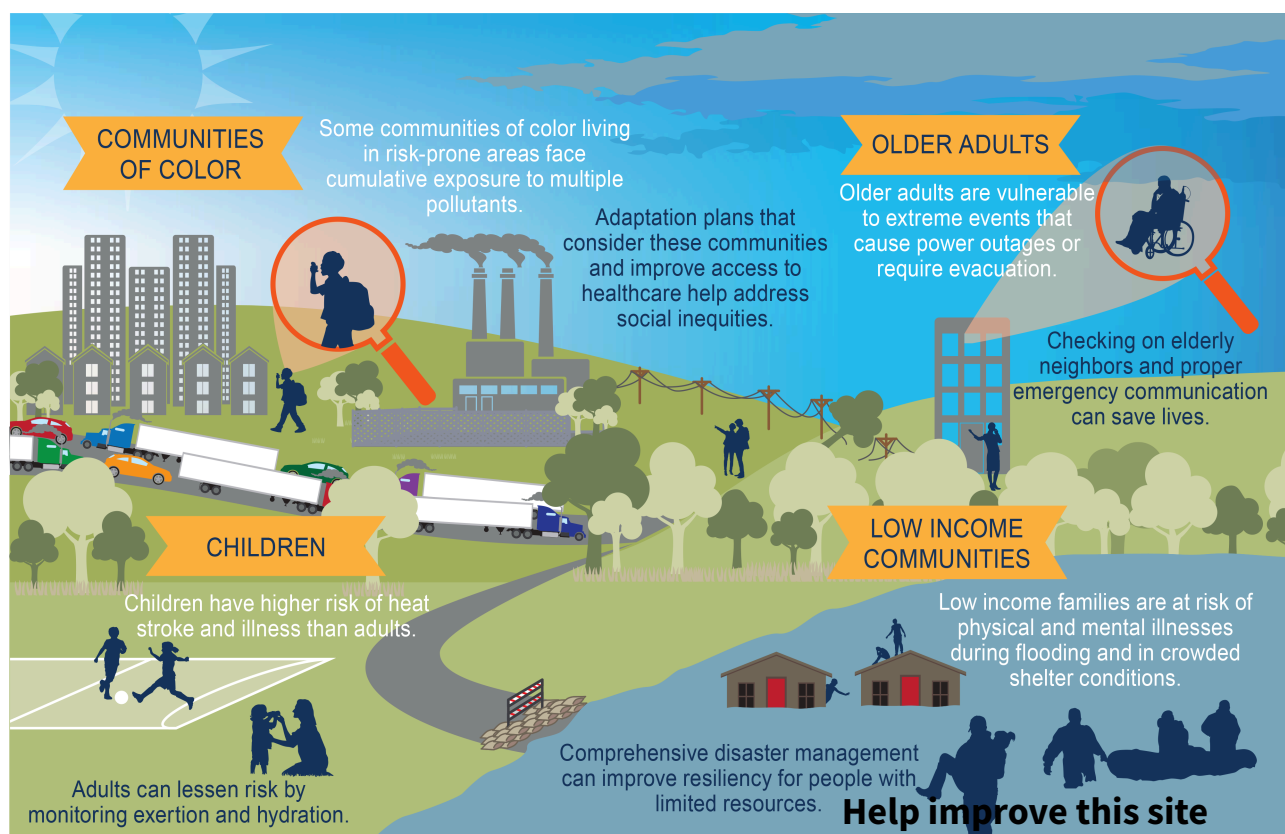 COMMUNITIES
OF COLOR
Some communities of color living
in risk-prone areas face
cumulative exposure to multiple
pollutants.
Adaptation plans that
consider these communities
and improve access to
healthcare help address
social inequities.
OLDER ADULTS
Older adults are vulnerable
to extreme events that
cause power outages or
require evacuation.
Checking on elderly
neighbors and proper
emergency communication
can save lives.
CHILDREN
Children have higher risk of heat
stroke and illness than adults.
Adults can lessen risk by
monitoring exertion and hydration.
LOW INCOME
COMMUNITIES
Low income families are at risk of
physical and mental illnesses
during flooding and in crowded
shelter conditions.
Comprehensive disaster management
can improve resiliency for people with
limited resources.
Help improve this site